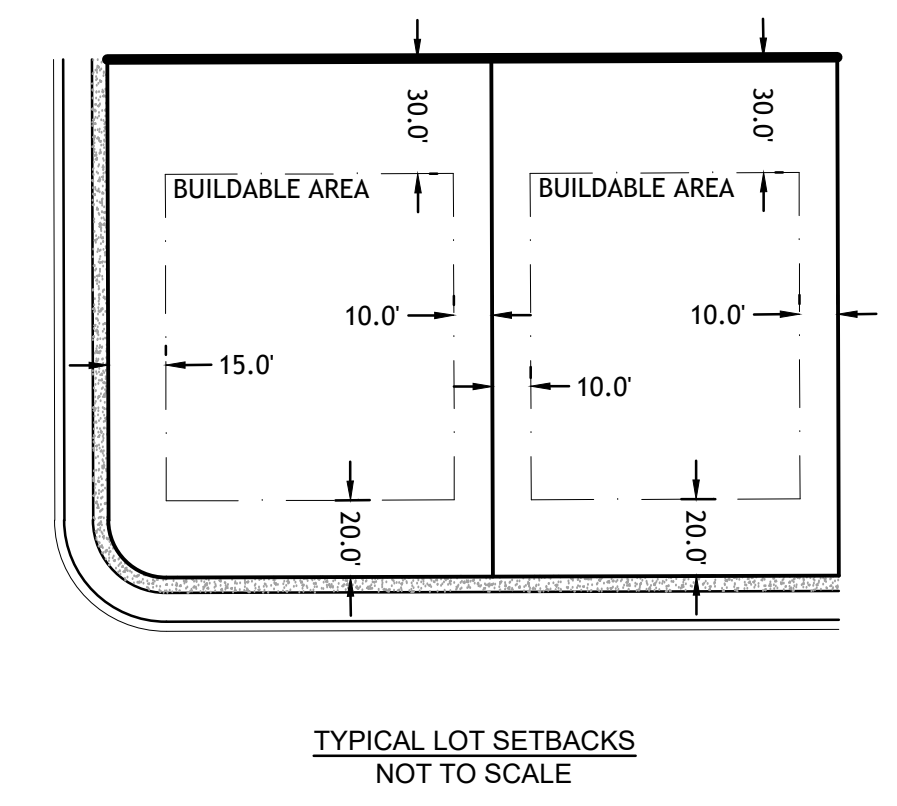 30.0'
30.0'
BUILDABLE AREA
BUILDABLE AREA
10.0'
10.0'
15.0'
10.0'
20.0'
20.0'
TYPICAL LOT SETBACKS
NOT TO SCALE